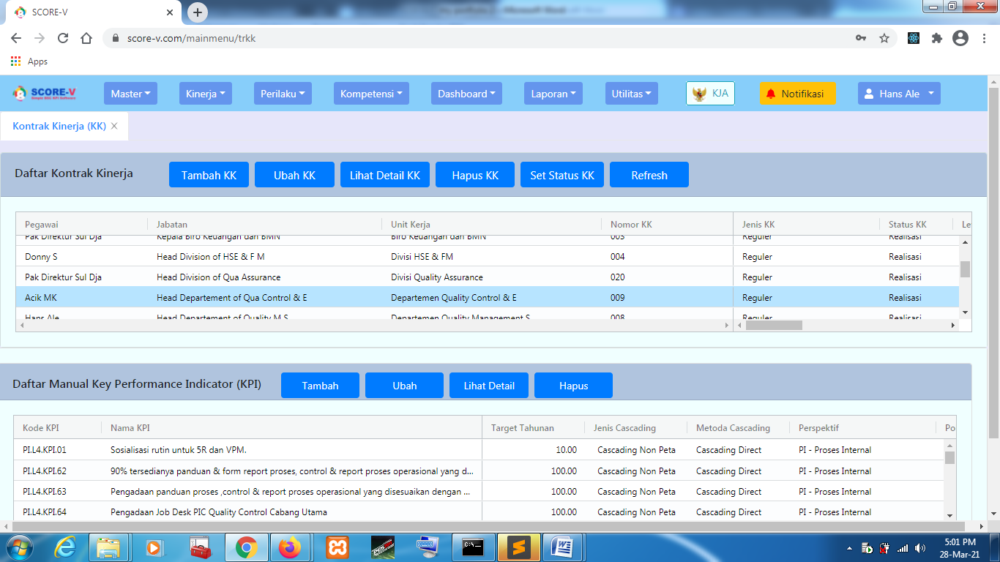 SCORE-V
score-v.com/mainmenu/trkk
Apps
SCORE-V
Simple BSC KPI Software
Master Kinerja Perilaku Kompetensi Dashboard Laporan Utilitas KJA Notifikasi Hans Ale
Kontrak Kinerja (KK)
Daftar Kontrak Kinerja Tambah KK Ubah KK Lihat Detail KK Hapus KK Set Status KK Refresh
Pegawai Jabatan Unit Kerja Nomor KK Jenis KK Status KK Le
Pak Direktur Sul Dja Kepala Biro Keuangan dan BMN Biro Keuangan dan BMN 003 Reguler Realisasi
Donny S Head Division of HSE & F M Divisi HSE & FM 004 Reguler Realisasi
Pak Direktur Sul Dja Head Division of Qua Assurance Divisi Quality Assurance 020 Reguler Realisasi
Acik MK Head Departement of Qua Control & E Departemen Quality Control & E 009 Reguler Realisasi
Hans Ale Head Departement of Quality M S Departemen Quality Management S 008 Reguler Realisasi
Daftar Manual Key Performance Indicator (KPI) Tambah Ubah Lihat Detail Hapus
Kode KPI Nama KPI Target Tahunan Jenis Cascading Metoda Cascading Perspektif Po
PI.L4.KPI.01 Sosialisasi rutin untuk 5R dan VPM. 10.00 Cascading Non Peta Cascading Direct PI - Proses Internal
PI.L4.KPI.62 90% tersedianya panduan & form report proses, control & report proses operasional yang d... 100.00 Cascading Non Peta Cascading Direct PI - Proses Internal
PI.L4.KPI.63 Pengadaan panduan proses ,control & report proses operasional yang disesuaikan dengan ... 100.00 Cascading Non Peta Cascading Direct PI - Proses Internal
PI.L4.KPI.64 Pengadaan Job Desk PIC Quality Control Cabang Utama 100.00 Cascading Non Peta Cascading Direct PI - Proses Internal
5:01 PM
28-Mar-21